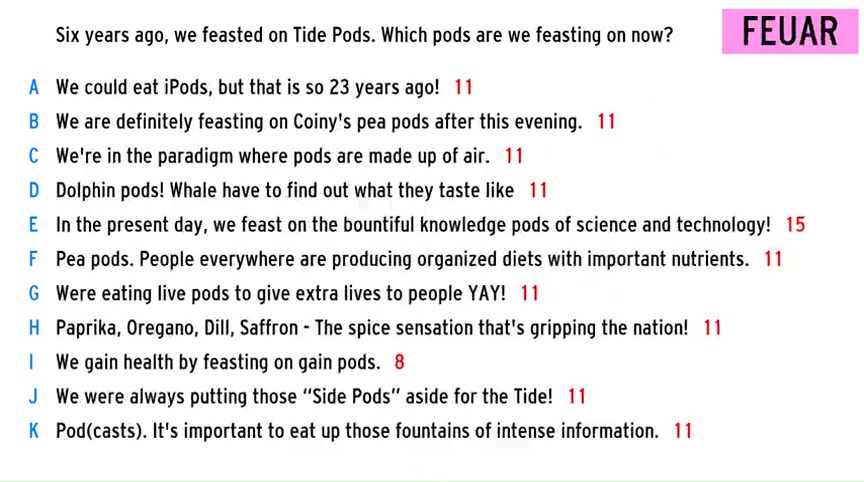 Six years ago, we feasted on Tide Pods. Which pods are we feasting on now?
FEUAR
A We could eat iPods, but that is so 23 years ago! 11
B We are definitely feasting on Coiny's pea pods after this evening. 11
C We're in the paradigm where pods are made up of air. 11
D Dolphin pods! Whale have to find out what they taste like 11
E In the present day, we feast on the bountiful knowledge pods of science and technology! 15
F Pea pods. People everywhere are producing organized diets with important nutrients. 11
G Were eating live pods to give extra lives to people YAY! 11
H Paprika, Oregano, Dill, Saffron - The spice sensation that's gripping the nation! 11
I We gain health by feasting on gain pods. 8
J We were always putting those “Side Pods” aside for the Tide! 11
K Pod(casts). It's important to eat up those fountains of intense information. 11